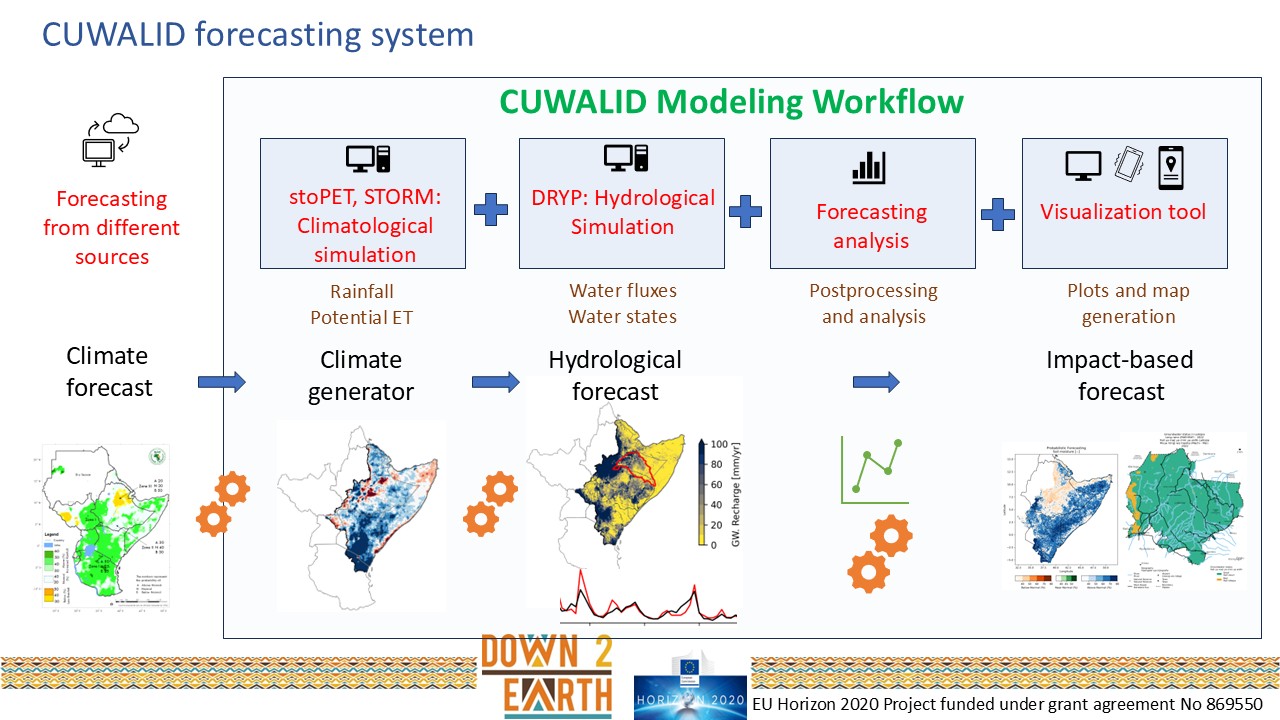 CUWALID forecasting system
CUWALID Modeling Workflow
Forecasting
from different
sources
stoPET, STORM:
Climatological
simulation
DRYP: Hydrological
Simulation
Forecasting
analysis
Visualization tool
Rainfall
Potential ET
Water fluxes
Water states
Postprocessing
and analysis
Plots and map
generation
Climate
forecast
Climate
generator
Hydrological
forecast
Impact-based
forecast
100
80
60
40
20
0
GW. Recharge [mm/yr]
Legend
Probabilistic Forecasting
DOWN 2
EARTH
HORIZON 2020
EU Horizon 2020 Project funded under grant agreement No 869550